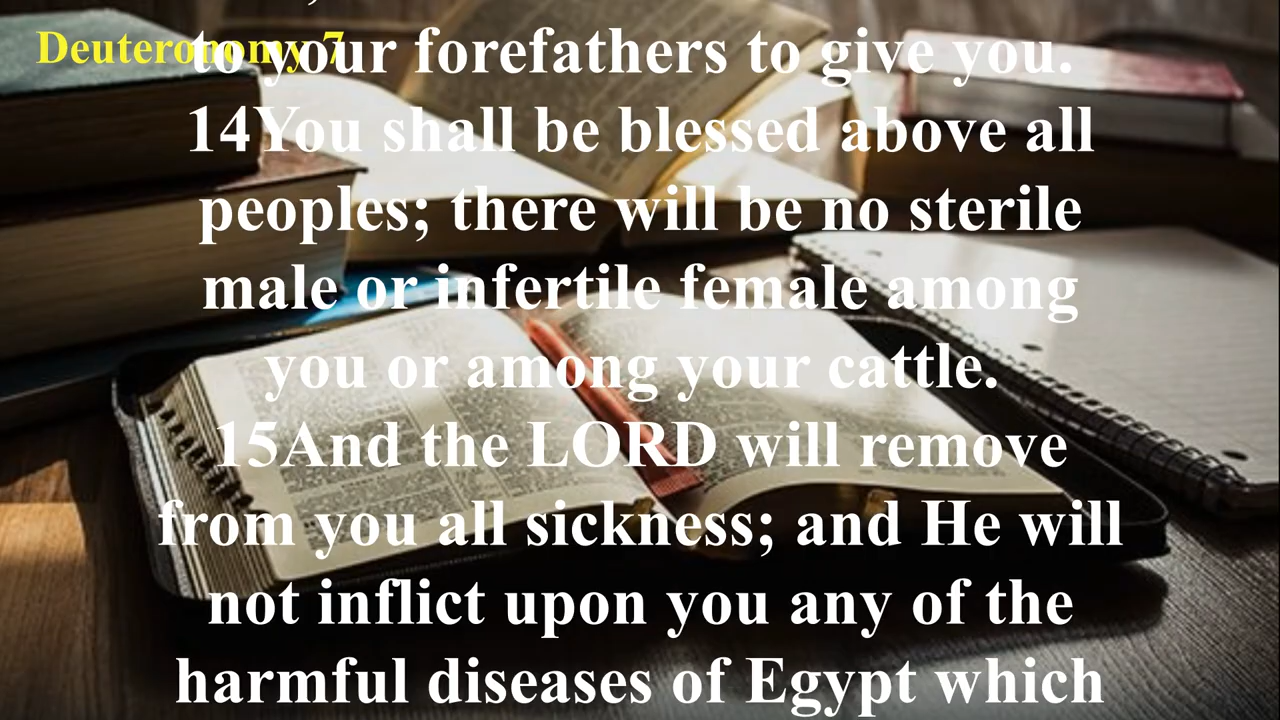 Deuteronomy 7
to your forefathers to give you.
14You shall be blessed above all
peoples; there will be no sterile
male or infertile female among
you or among your cattle.
15And the LORD will remove
from you all sickness; and He will
not inflict upon you any of the
harmful diseases of Egypt which